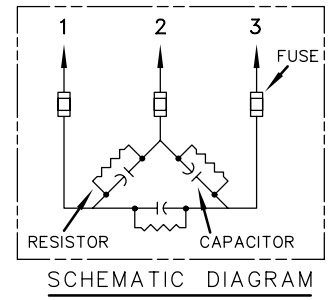 1 2 3
FUSE
RESISTOR CAPACITOR
SCHEMATIC DIAGRAM